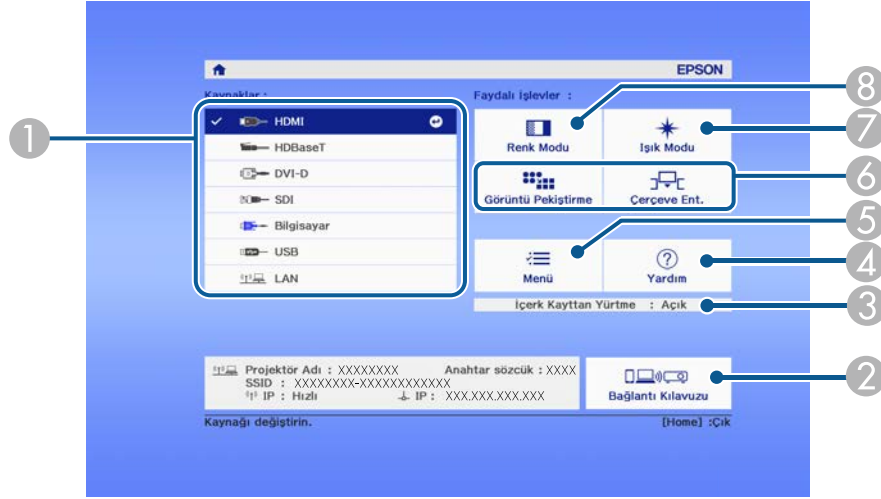 EPSON
Kaynaklar :
Faydalı İşlevler :
HDMI
HDBaseT
DVI-D
SDI
Bilgisayar
USB
LAN
Renk Modu
Işık Modu
Görüntü Pekiştirme
Çerçeve Ent.
Menü
Yardım
İçerk Kayttan Yürtme : Açık
Projektör Adı : XXXXXXXX Anahtar sözcük : XXXX
SSID : XXXXXXXX-XXXXXXXXXXXX
IP : Hızlı IP : XXX.XXX.XXX.XXX
Bağlantı Kılavuzu
Kaynağı değiştirin.
[Home] :Çık
1
8
7
6
5
4
3
2